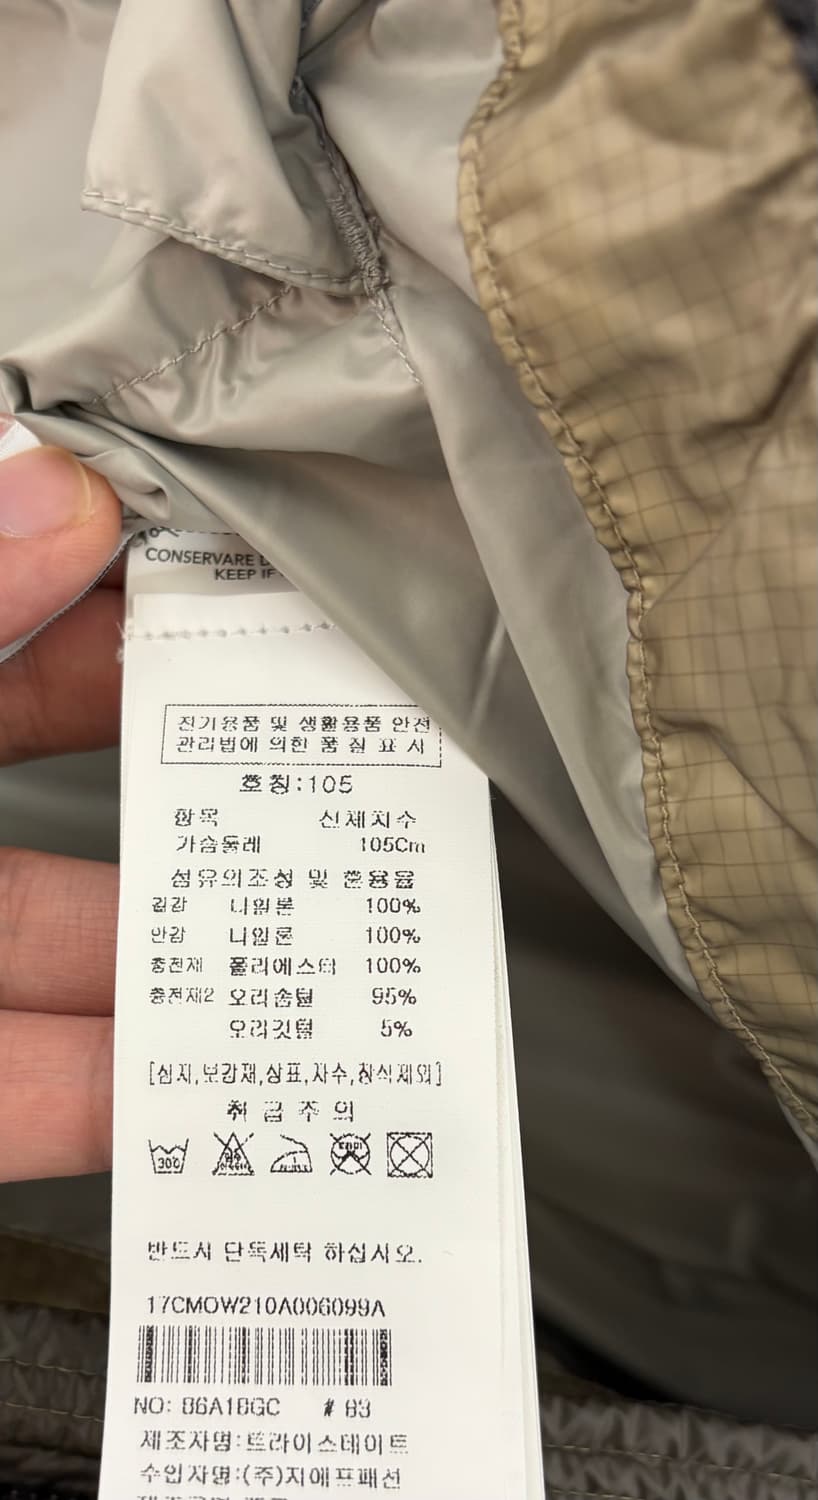 CONSERVARE
KEEP IF
전기용품 및 생활용품 안전
관리법에 의한 품 질 표 시
호칭:105
항목 신체치수
가슴둘레 105Cm
섬유의조성 및 혼용율
겉감 나일론 100%
안감 나일론 100%
충전재 폴리에스터 100%
충전재2 오리솜털 95%
오리깃털 5%
[심지,보강재,상표,자수,장식제외]
취 급 주 의
30℃
반드시 단독세탁 하십시오.
17CMOW210A006099A
NO: 86A18GC # 83
제조자명:트라이스테이트
수입자명:(주)지에프패션